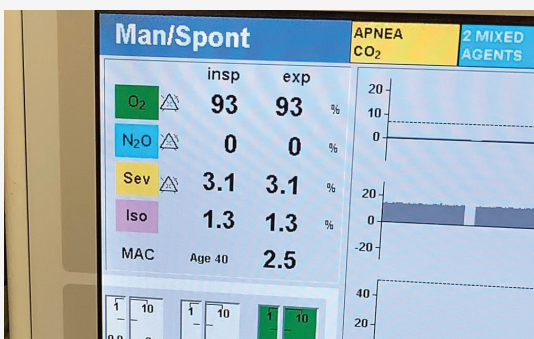 Man/Spont
APNEA
CO₂
2 MIXED
AGENTS
insp exp
O₂ 93 93 %
N₂O 0 0 %
Sev 3.1 3.1 %
Iso 1.3 1.3 %
MAC Age 40 2.5
20
10
0
20
0
-20
40
20
1 10 1 10 1 10